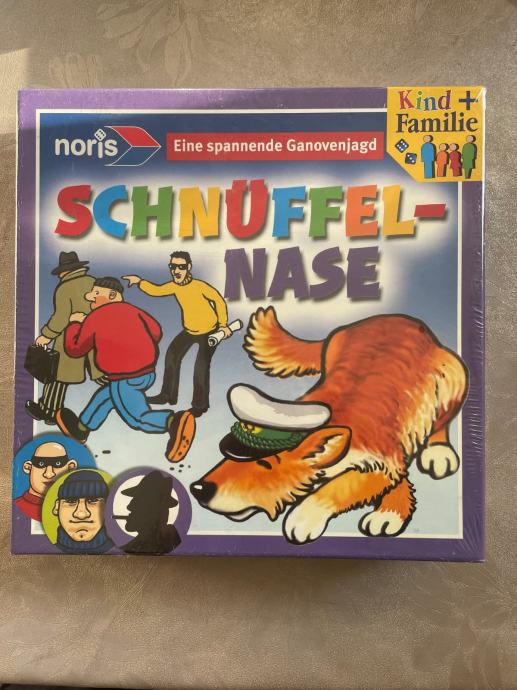 Kind +
Familie
noris
Eine spannende Ganovenjagd
SCHNÜFFEL-
NASE